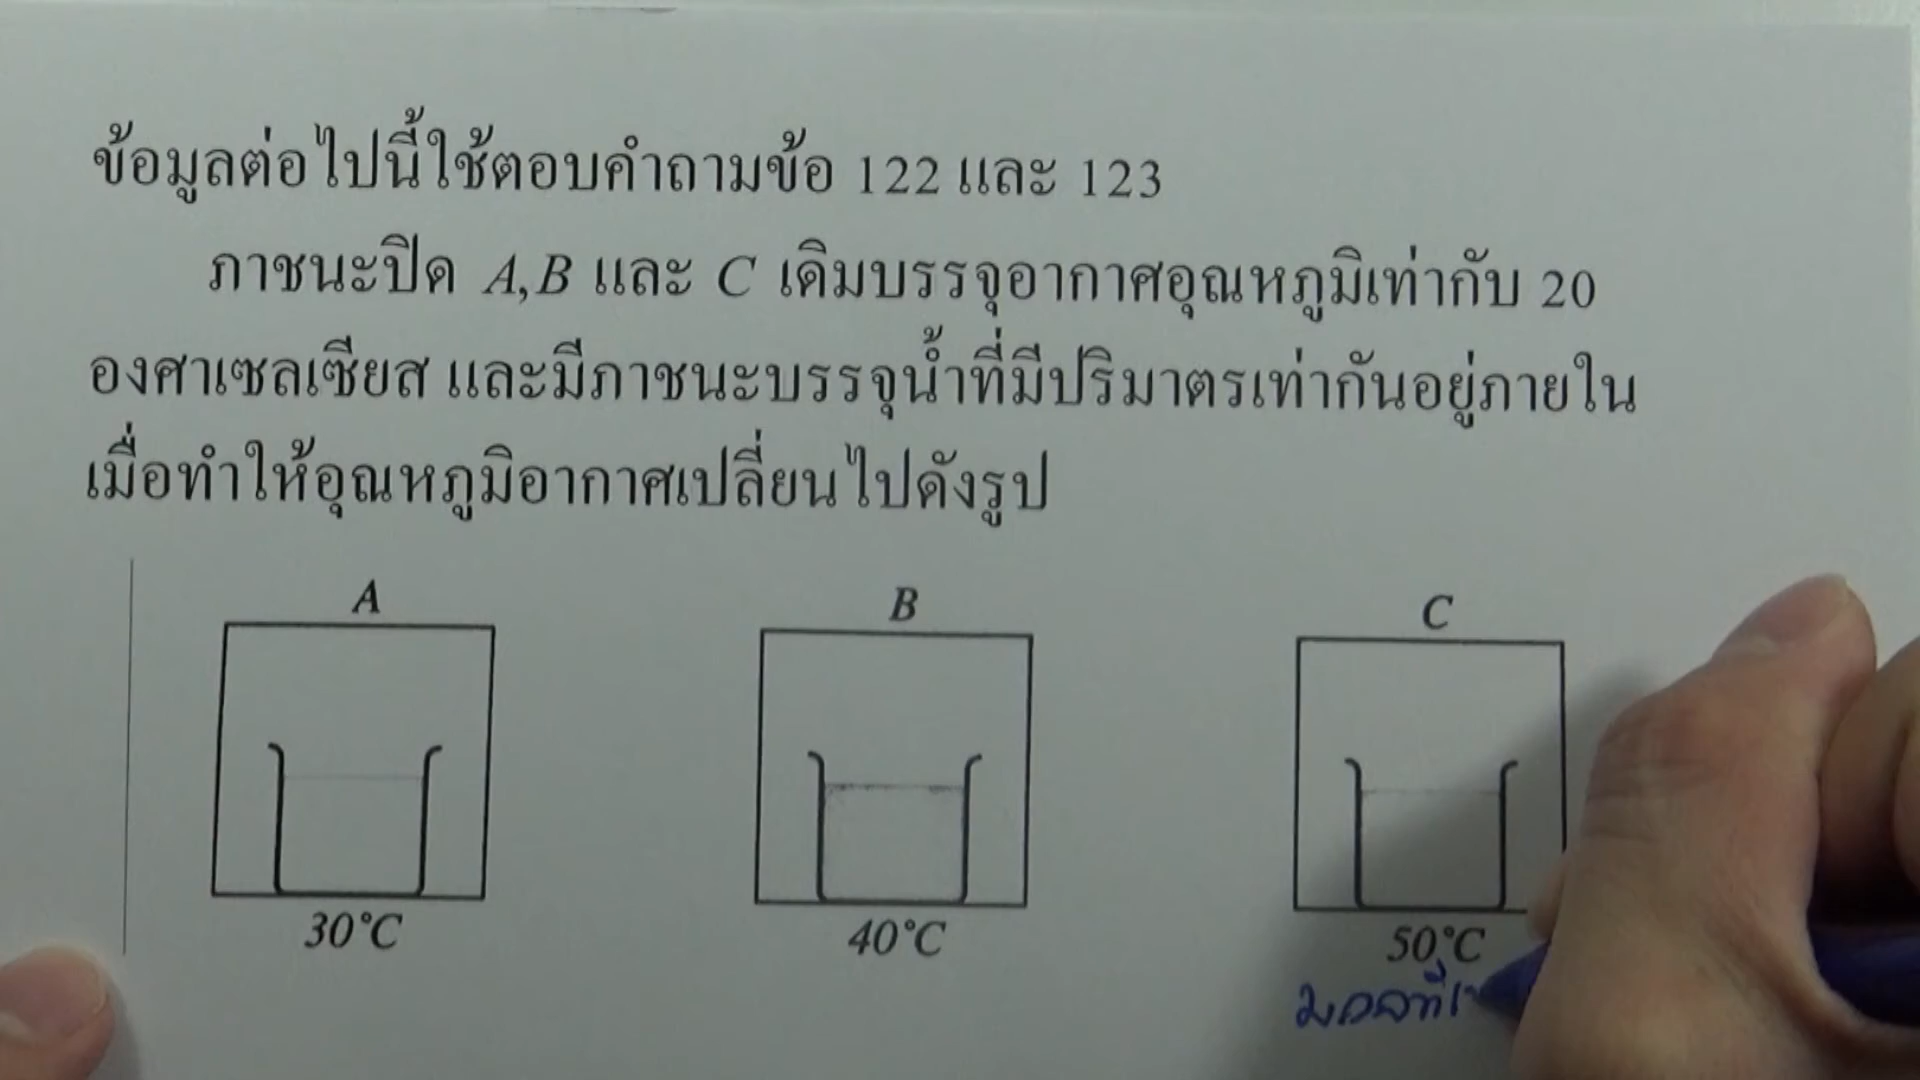 ข้อมูลต่อไปนี้ใช้ตอบคำถามข้อ 122 และ 123
ภาชนะปิด A,B และ C เดิมบรรจุอากาศอุณหภูมิเท่ากับ 20
องศาเซลเซียส และมีภาชนะบรรจุน้ำที่มีปริมาตรเท่ากันอยู่ภายใน
เมื่อทำให้อุณหภูมิอากาศเปลี่ยนไปดังรูป
A B C
30°C 40°C 50°C